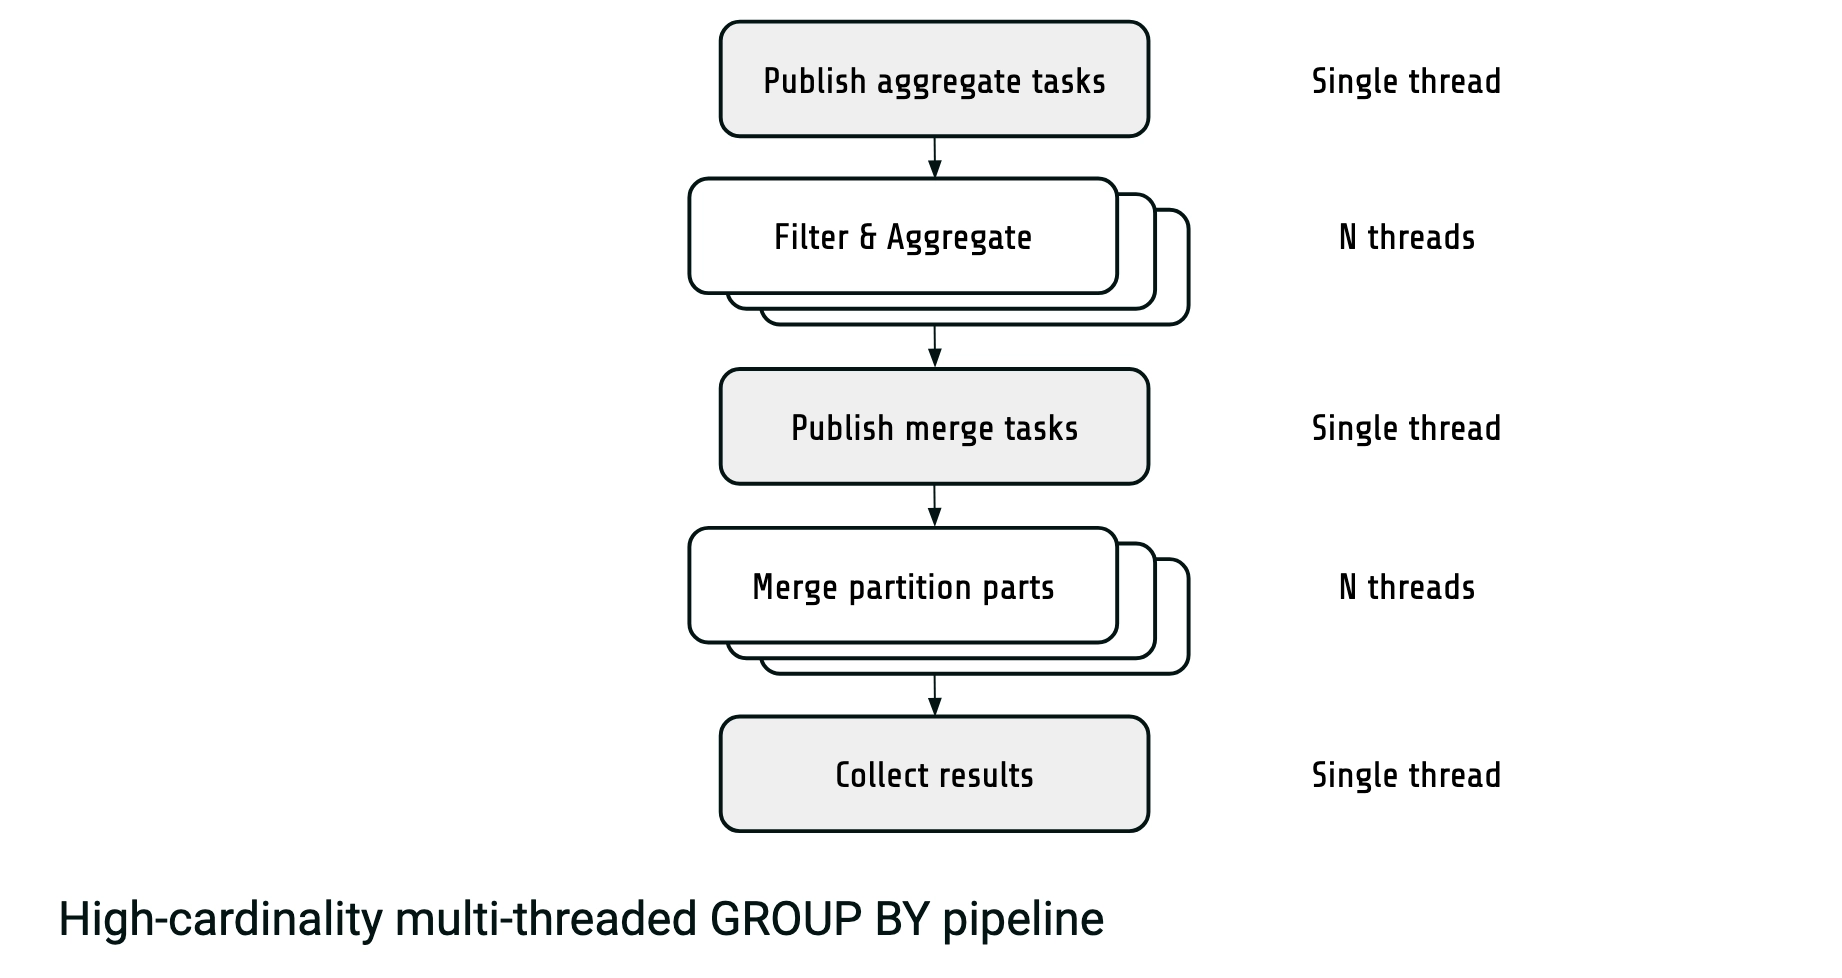 Publish aggregate tasks
Single thread
Filter & Aggregate
N threads
Publish merge tasks
Single thread
Merge partition parts
N threads
Collect results
Single thread
High-cardinality multi-threaded GROUP BY pipeline